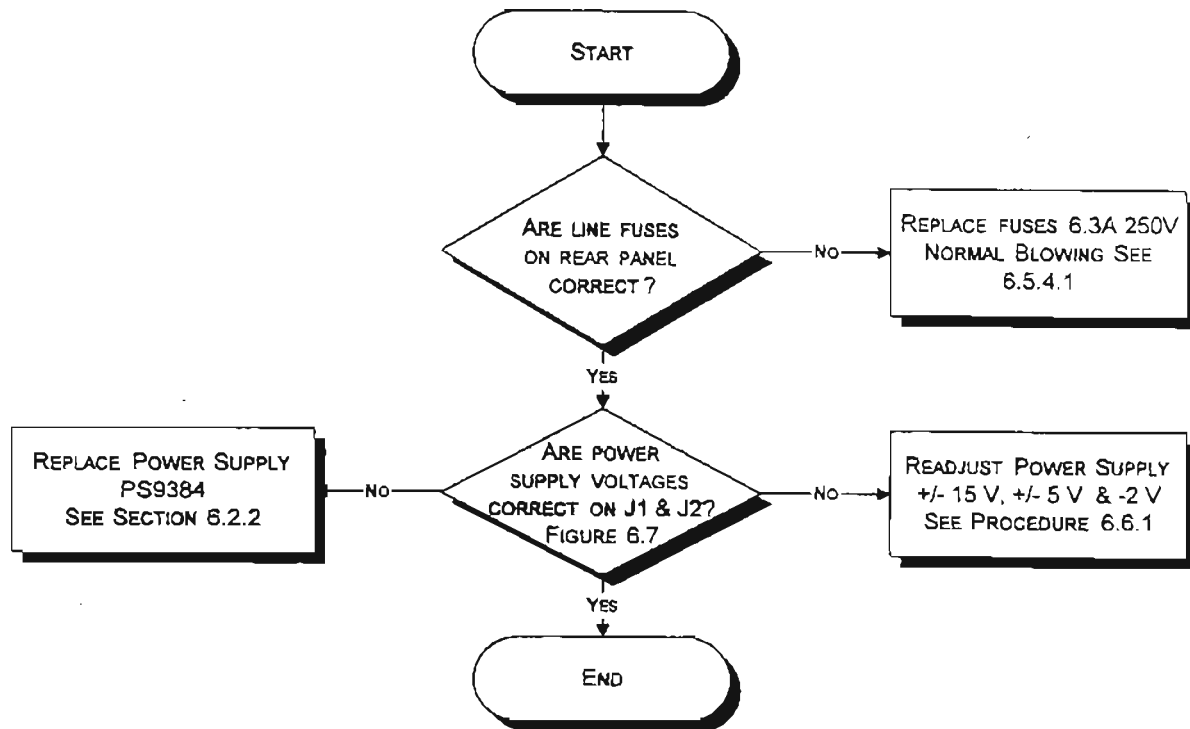 START
ARE LINE FUSES
ON REAR PANEL
CORRECT?
NO
REPLACE FUSES 6.3A 250V
NORMAL BLOWING SEE
6.5.4.1
YES
REPLACE POWER SUPPLY
PS9384
SEE SECTION 6.2.2
NO
ARE POWER
SUPPLY VOLTAGES
CORRECT ON J1 & J2?
FIGURE 6.7
NO
READJUST POWER SUPPLY
+/- 15 V, +/- 5 V & -2 V
SEE PROCEDURE 6.6.1
YES
END